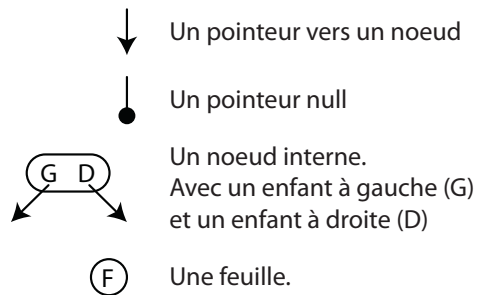 Un pointeur vers un noeud
Un pointeur null
G D
Un noeud interne.
Avec un enfant à gauche (G)
et un enfant à droite (D)
F
Une feuille.